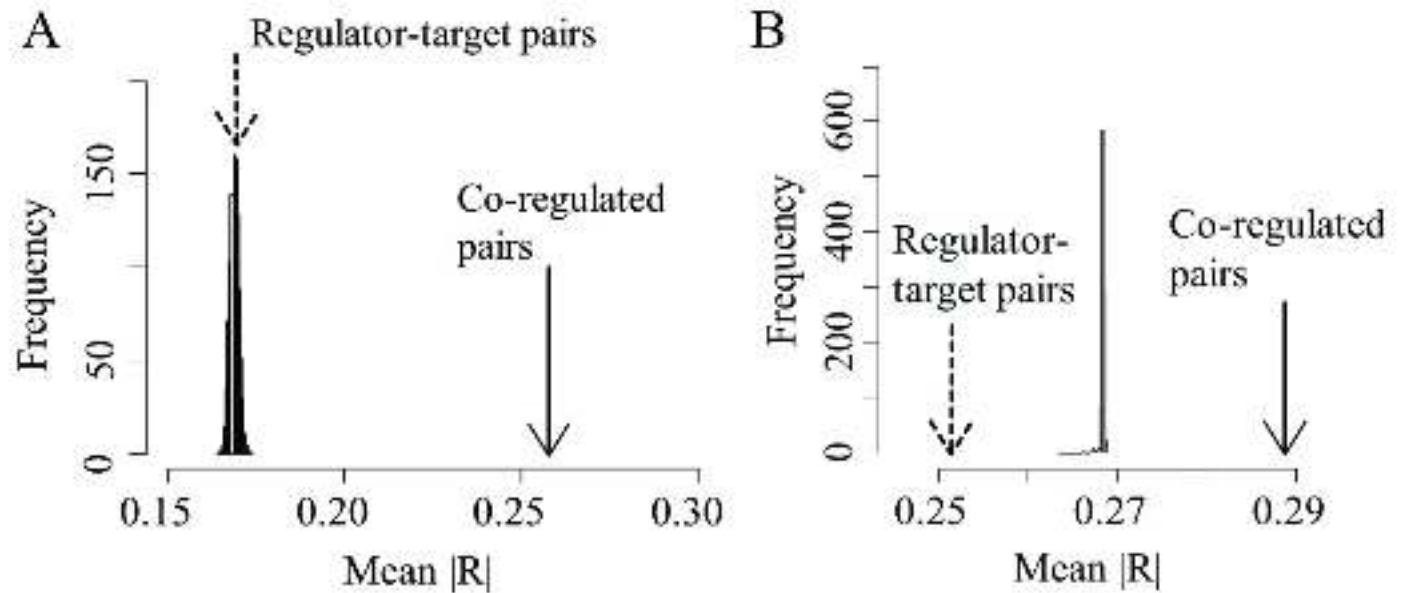 A
Regulator-target pairs
Co-regulated
pairs
Frequency
150
50
0
0.15
0.20
0.25
0.30
Mean |R|
B
Regulator-
target pairs
Co-regulated
pairs
Frequency
600
400
200
0
0.25
0.27
0.29
Mean |R|